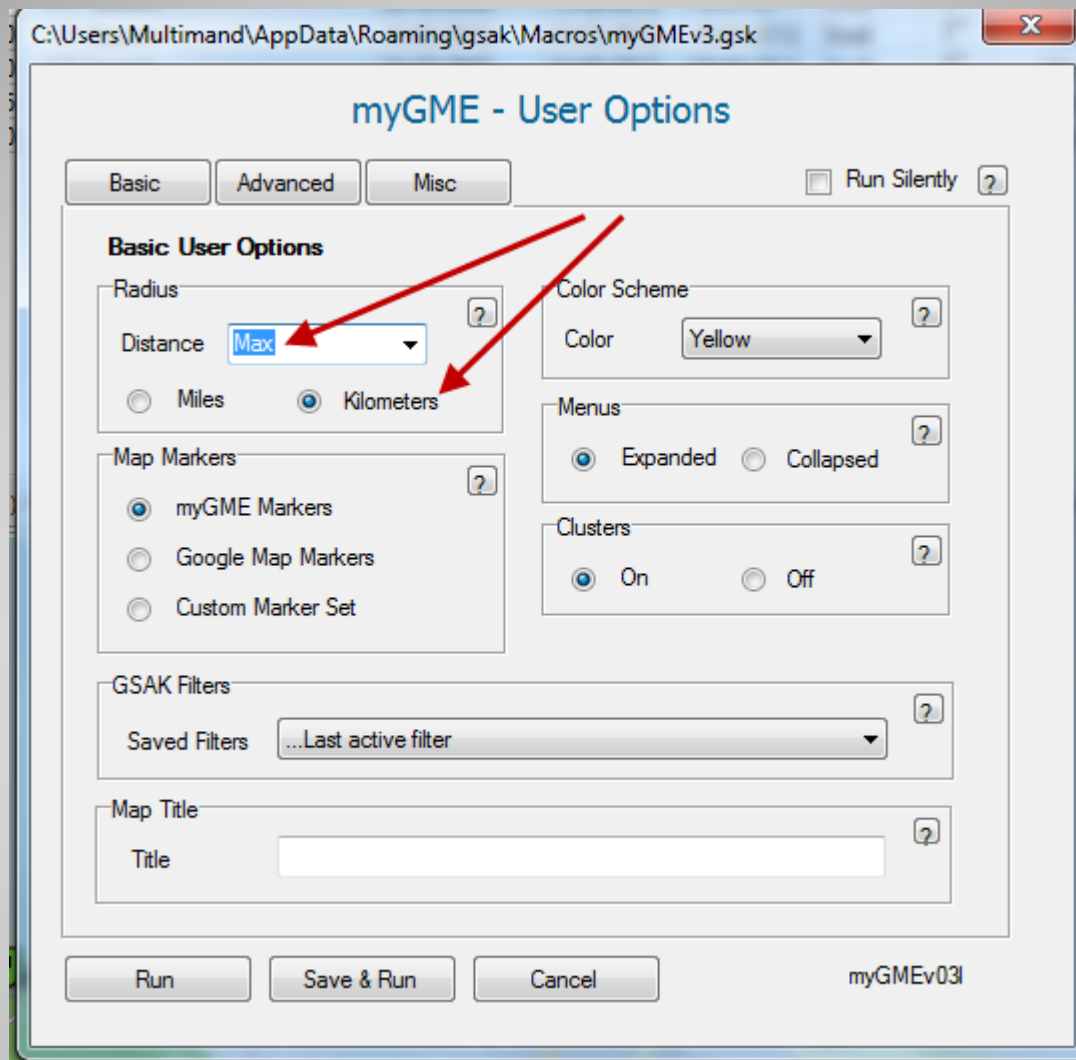 C:\Users\Multimand\AppData\Roaming\gsak\Macros\myGMEv3.gsk
X
myGME - User Options
Basic Advanced Misc Run Silently ?
Basic User Options
Radius ?
Distance Max
Miles Kilometers
Color Scheme ?
Color Yellow
Menus ?
Expanded Collapsed
Map Markers ?
myGME Markers
Google Map Markers
Custom Marker Set
Clusters ?
On Off
GSAK Filters ?
Saved Filters ...Last active filter
Map Title ?
Title
Run Save & Run Cancel myGMEv03l